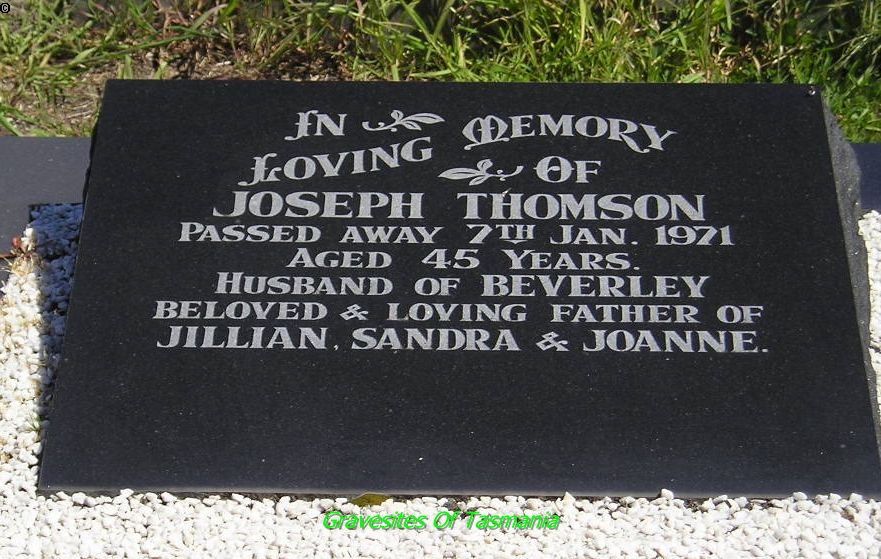 ©
IN MEMORY
LOVING OF
JOSEPH THOMSON
PASSED AWAY 7TH JAN. 1971
AGED 45 YEARS.
HUSBAND OF BEVERLEY
BELOVED & LOVING FATHER OF
JILLIAN, SANDRA & JOANNE.
Gravesites Of Tasmania